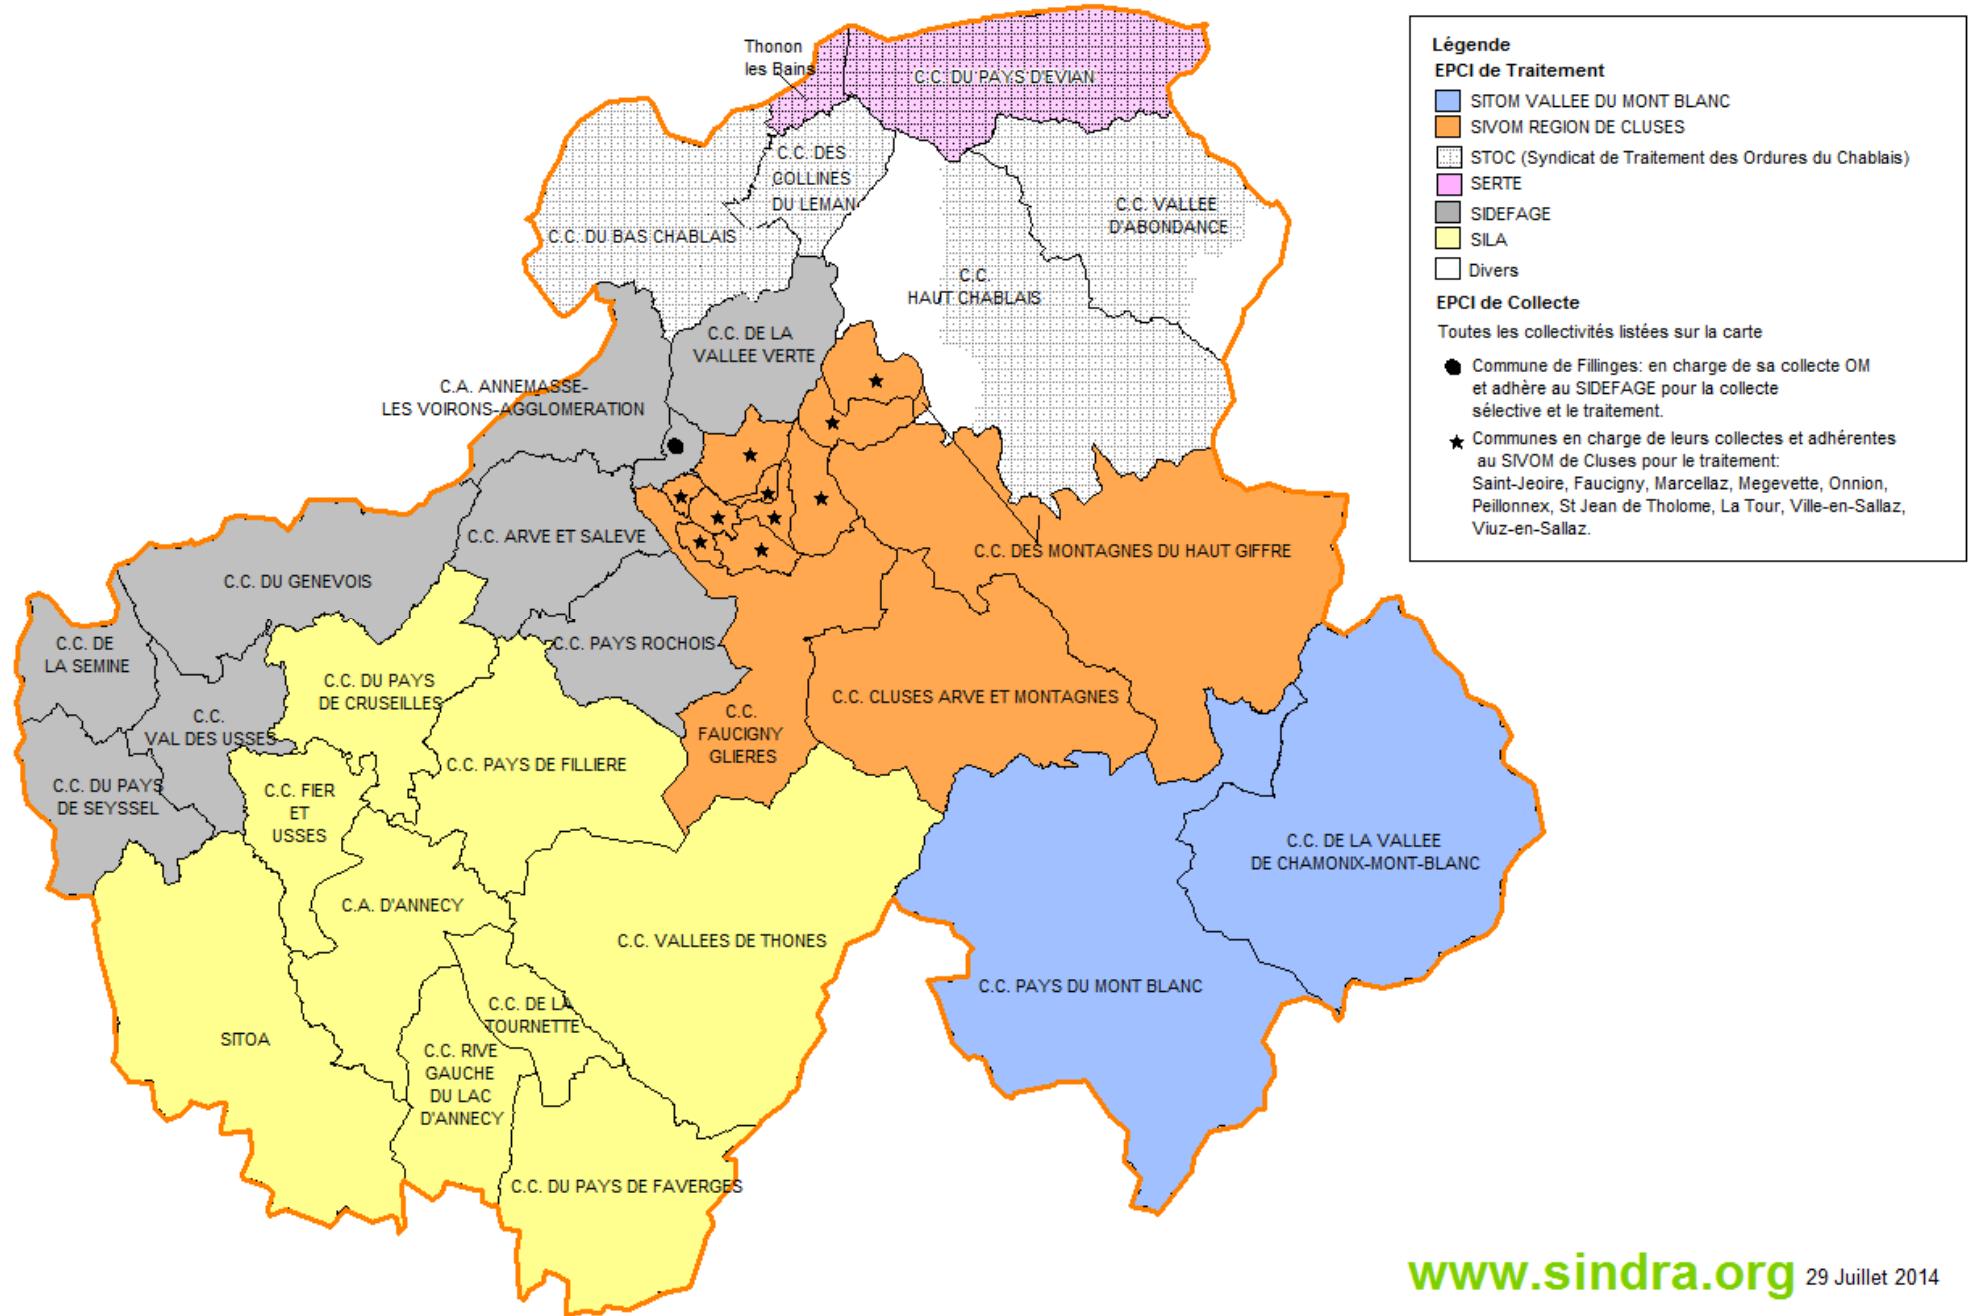 Thonon
les Bains
C.C. DU PAYS D'EVIAN
C.C. DES
COLLINES
DU LEMAN
C.C. VALLEE
D'ABONDANCE
C.C. DU BAS CHABLAIS
C.C.
HAUT CHABLAIS
C.C. DE LA
VALLEE VERTE
C.A. ANNEMASSE-
LES VOIRONS-AGGLOMERATION
C.C. ARVE ET SALEVE
C.C. DES MONTAGNES DU HAUT GIFFRE
C.C. DU GENEVOIS
C.C. DE
LA SEMINE
C.C. PAYS ROCHOIS
C.C. DU PAYS
DE CRUSEILLES
C.C. CLUSES ARVE ET MONTAGNES
C.C.
VAL DES USSES
C.C.
FAUCIGNY
GLIERES
C.C. PAYS DE FILLIERE
C.C. DU PAYS
DE SEYSSEL
C.C. FIER
ET
USSES
C.C. DE LA VALLEE
DE CHAMONIX-MONT-BLANC
C.A. D'ANNECY
C.C. VALLEES DE THONES
C.C. PAYS DU MONT BLANC
C.C. DE LA
TOURNETTE
SITOA
C.C. RIVE
GAUCHE
DU LAC
D'ANNECY
C.C. DU PAYS DE FAVERGES
Légende
EPCI de Traitement
SITOM VALLEE DU MONT BLANC
SIVOM REGION DE CLUSES
STOC (Syndicat de Traitement des Ordures du Chablais)
SERTE
SIDEFAGE
SILA
Divers
EPCI de Collecte
Toutes les collectivités listées sur la carte
Commune de Fillinges: en charge de sa collecte OM
et adhère au SIDEFAGE pour la collecte
sélective et le traitement.
Communes en charge de leurs collectes et adhérentes
au SIVOM de Cluses pour le traitement:
Saint-Jeoire, Faucigny, Marcellaz, Megevette, Onnion,
Peillonnex, St Jean de Tholome, La Tour, Ville-en-Sallaz,
Viuz-en-Sallaz.
www.sindra.org 29 Juillet 2014